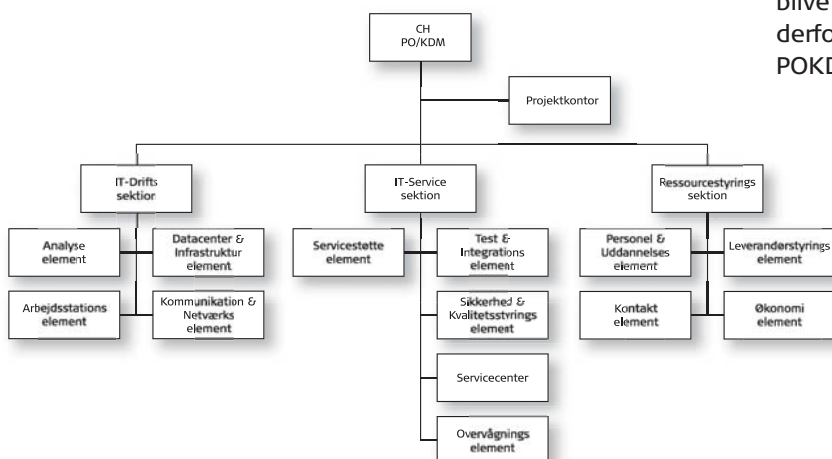 blive
derfo
POKD
CH
PO/KDM
Projektkontor
IT-Drifts
sektion
IT-Service
sektion
Ressourcestyrings
sektion
Analyse
element
Datacenter &
Infrastruktur
element
Arbejdsstations
element
Kommunikation &
Netværks
element
Servicestøtte
element
Test &
Integrations
element
Sikkerhed &
Kvalitetsstyrings
element
Servicecenter
Overvågnings
element
Personel &
Uddannelses
element
Leverandørstyrings
element
Kontakt
element
Økonomi
element